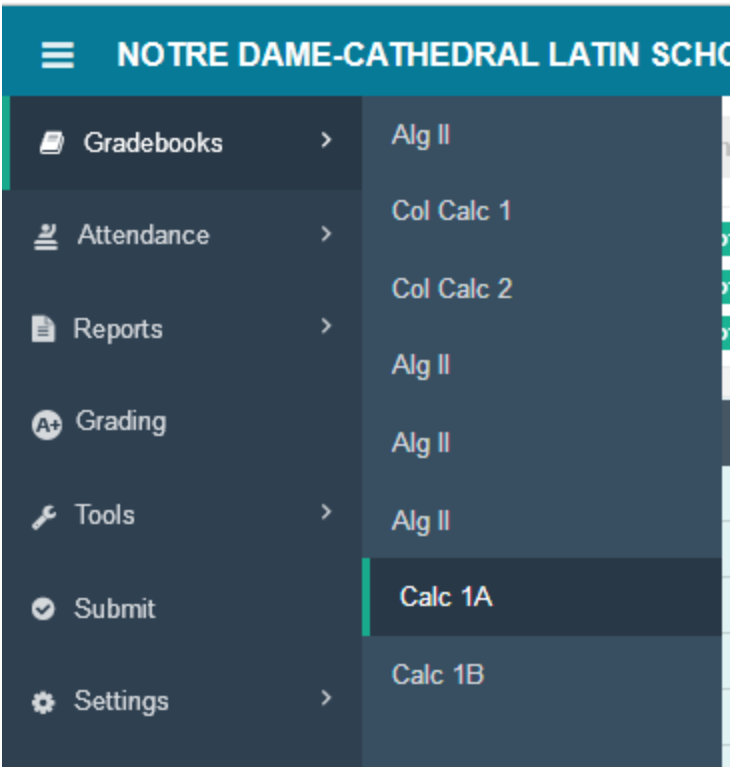 NOTRE DAME-CATHEDRAL LATIN
Gradebooks
Attendance
Reports
A+ Grading
Tools
Submit
Settings
Alg II
Col Calc 1
Col Calc 2
Alg II
Alg II
Alg II
Calc 1A
Calc 1B